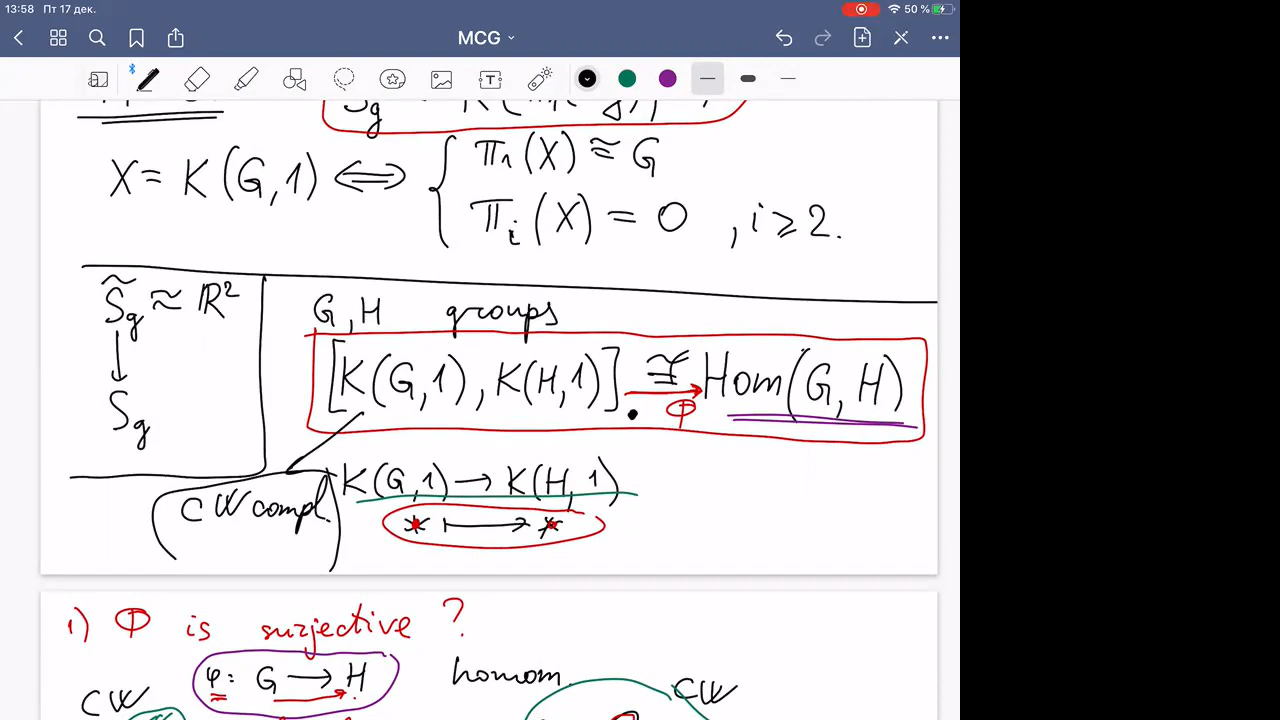 13:58 Пт 17 дек. 50 %
MCG
X = K(G,1) ⟺ { π₁(X) ≅ G
πᵢ(X) = 0 , i ⩾ 2.
S̃g ≈ ℝ²
↓
Sg
G, H groups
[K(G,1), K(H,1)]. ≅ Hom(G, H)
Φ
K(G,1) → K(H,1)
CW compl.
* ↦ *
1) Φ is surjective ?
φ: G → H homom.
CW CW